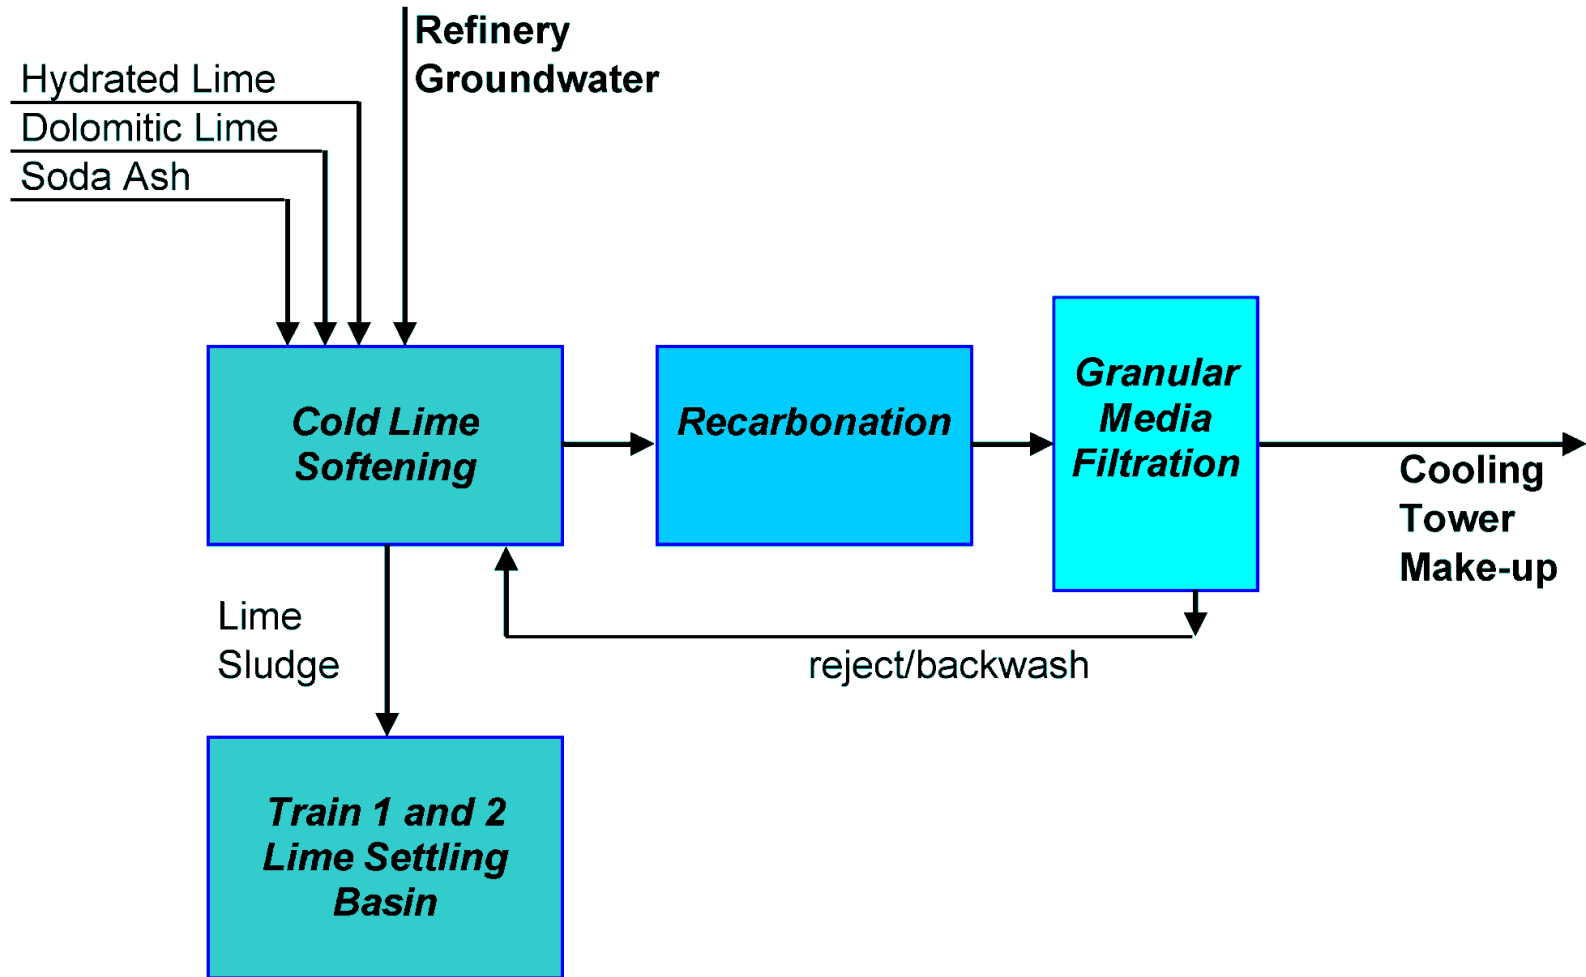 Refinery
Groundwater
Hydrated Lime
Dolomitic Lime
Soda Ash
Cold Lime
Softening
Recarbonation
Granular
Media
Filtration
Cooling
Tower
Make-up
Lime
Sludge
reject/backwash
Train 1 and 2
Lime Settling
Basin